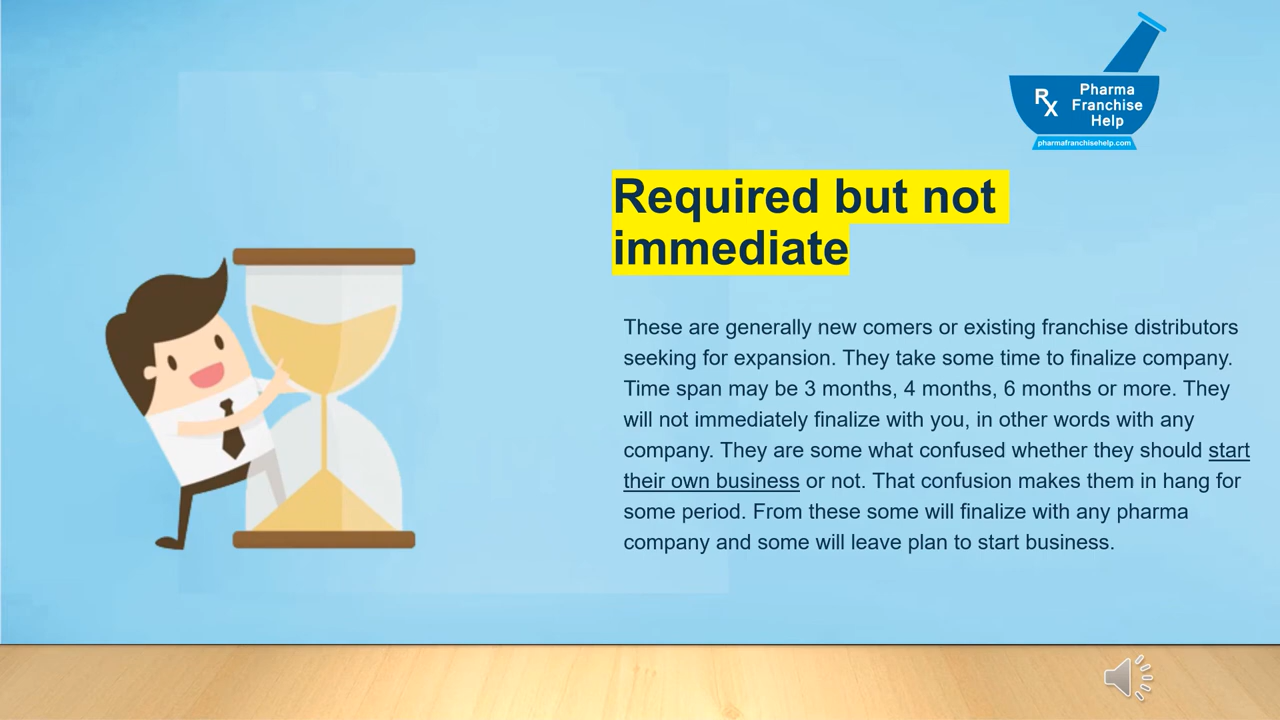 Rx Pharma
Franchise
Help
pharmafranchisehelp.com
Required but not
immediate
These are generally new comers or existing franchise distributors
seeking for expansion. They take some time to finalize company.
Time span may be 3 months, 4 months, 6 months or more. They
will not immediately finalize with you, in other words with any
company. They are some what confused whether they should start
their own business or not. That confusion makes them in hang for
some period. From these some will finalize with any pharma
company and some will leave plan to start business.